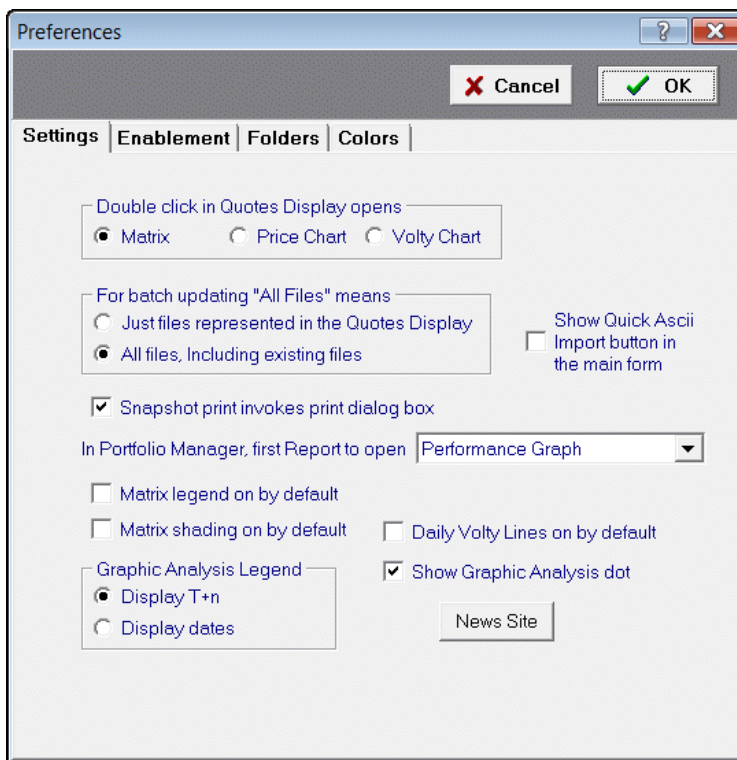 Preferences
?
Cancel
OK
Settings
Enablement
Folders
Colors
Double click in Quotes Display opens
Matrix
Price Chart
Volty Chart
For batch updating "All Files" means
Just files represented in the Quotes Display
All files, Including existing files
Show Quick Ascii
Import button in
the main form
Snapshot print invokes print dialog box
In Portfolio Manager, first Report to open
Performance Graph
Matrix legend on by default
Matrix shading on by default
Daily Volty Lines on by default
Graphic Analysis Legend
Show Graphic Analysis dot
Display T+n
Display dates
News Site